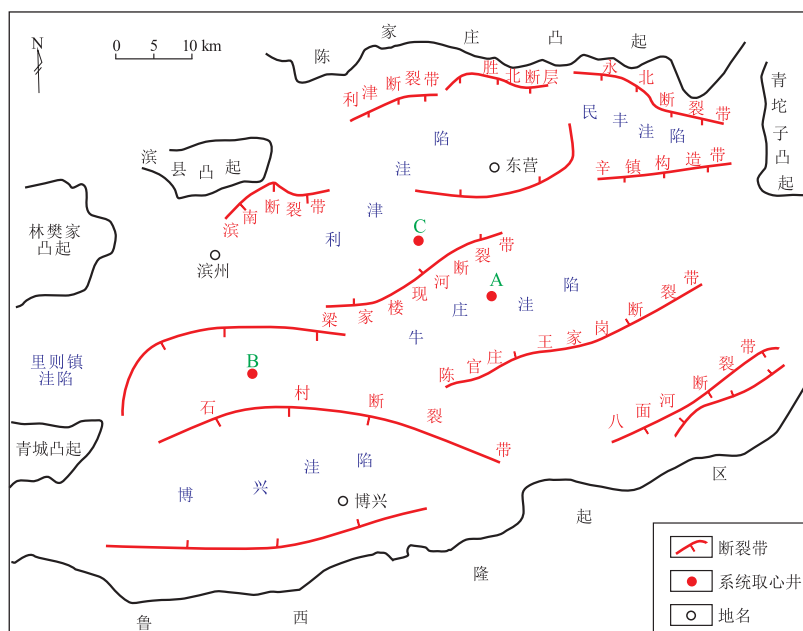 陈家庄凸起
N
0 5 10 km
利津断裂带
胜北断层
永北断裂带
青坨子凸起
民丰洼陷
滨县凸起
东营
辛镇构造带
利津洼陷
滨南断裂带
林樊家
凸起
滨州
C
梁家楼现河断裂带
A
牛庄洼陷
陈官庄王家岗断裂带
里则镇
洼陷
B
石村断裂带
八面河断裂带
青城凸起
博兴洼陷
博兴
鲁西隆起区
断裂带
系统取心井
地名